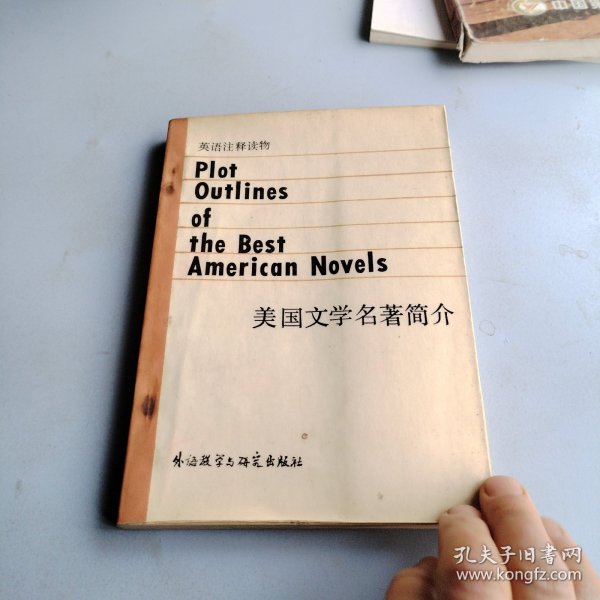 英语注释读物
Plot
Outlines
of
the Best
American Novels
美国文学名著简介
外语教学与研究出版社
孔夫子旧书网
www.kongfz.com